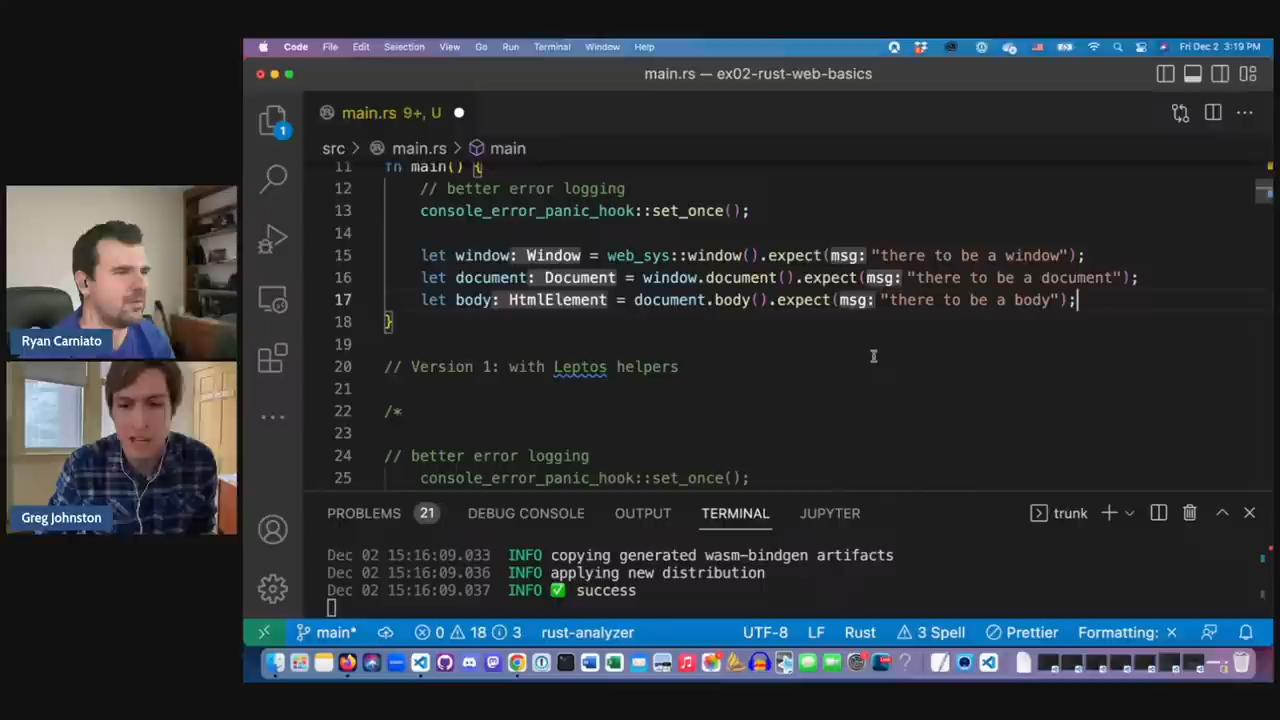 Code File Edit Selection View Go Run Terminal Window Help Fri Dec 2 3:19 PM
main.rs — ex02-rust-web-basics
1
main.rs 9+, U
src > main.rs > main
11 fn main() {
12 // better error logging
13 console_error_panic_hook::set_once();
14
15 let window: Window = web_sys::window().expect(msg: "there to be a window");
16 let document: Document = window.document().expect(msg: "there to be a document");
17 let body: HtmlElement = document.body().expect(msg: "there to be a body");
18 }
19
20 // Version 1: with Leptos helpers
21
22 /*
23
24 // better error logging
25 console_error_panic_hook::set_once();
Ryan Carniato
Greg Johnston
PROBLEMS 21 DEBUG CONSOLE OUTPUT TERMINAL JUPYTER trunk
Dec 02 15:16:09.033 INFO copying generated wasm-bindgen artifacts
Dec 02 15:16:09.036 INFO applying new distribution
Dec 02 15:16:09.037 INFO ✅ success
main* 0 18 3 rust-analyzer UTF-8 LF Rust 3 Spell Prettier Formatting: ×